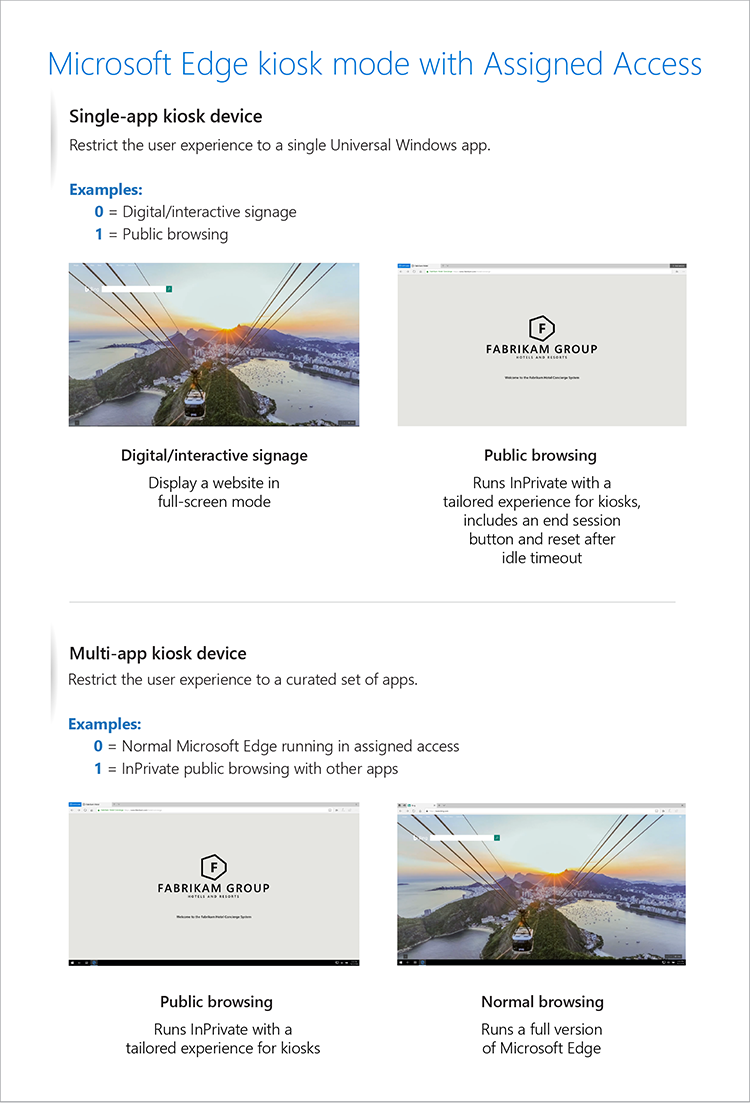 Microsoft Edge kiosk mode with Assigned Access
Single-app kiosk device
Restrict the user experience to a single Universal Windows app.
Examples:
0 = Digital/interactive signage
1 = Public browsing
F
FABRIKAM GROUP
HOTELS AND RESORTS
Welcome to the Fabrikam Hotel Concierge System
Digital/interactive signage
Display a website in
full-screen mode
Public browsing
Runs InPrivate with a
tailored experience for kiosks,
includes an end session
button and reset after
idle timeout
Multi-app kiosk device
Restrict the user experience to a curated set of apps.
Examples:
0 = Normal Microsoft Edge running in assigned access
1 = InPrivate public browsing with other apps
F
FABRIKAM GROUP
HOTELS AND RESORTS
Welcome to the Fabrikam Hotel Concierge System
Public browsing
Runs InPrivate with a
tailored experience for kiosks
Normal browsing
Runs a full version
of Microsoft Edge